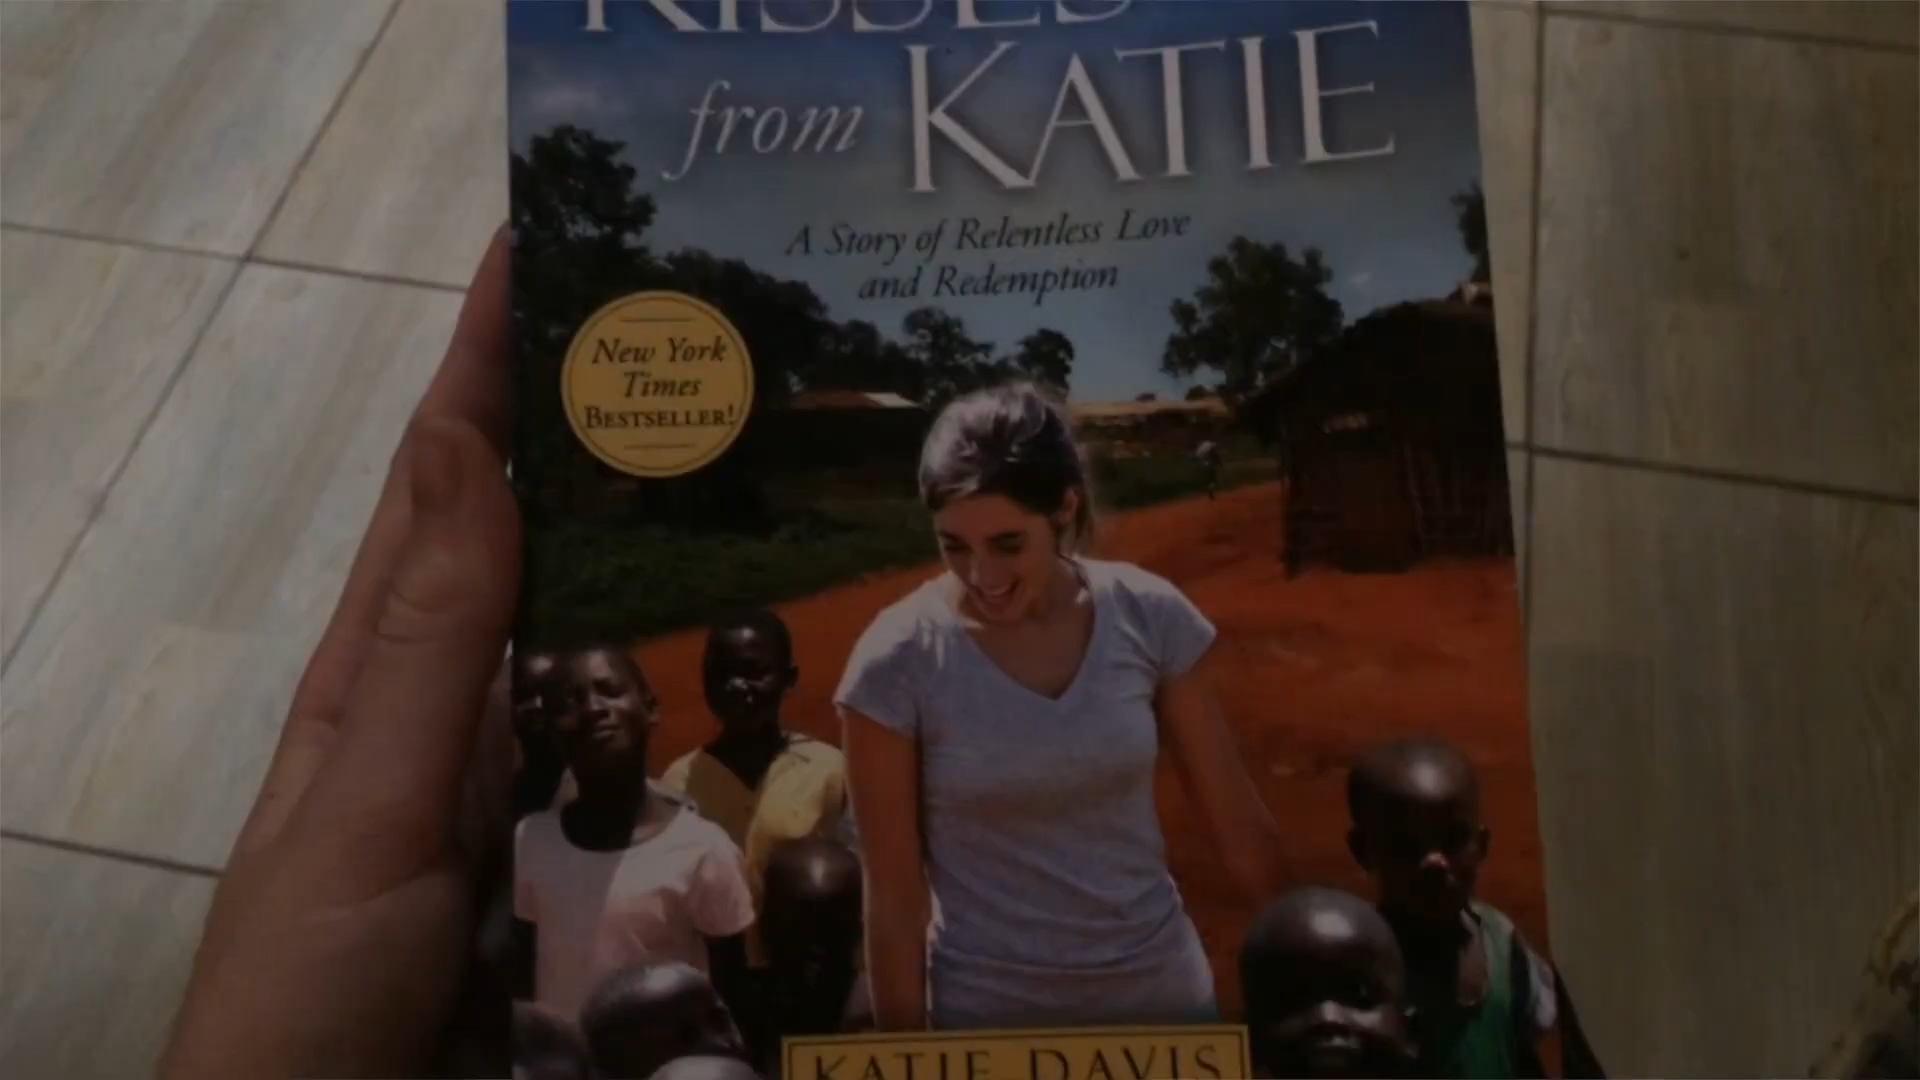 KISSES
from KATIE
A Story of Relentless Love
and Redemption
New York
Times
BESTSELLER!
KATIE DAVIS